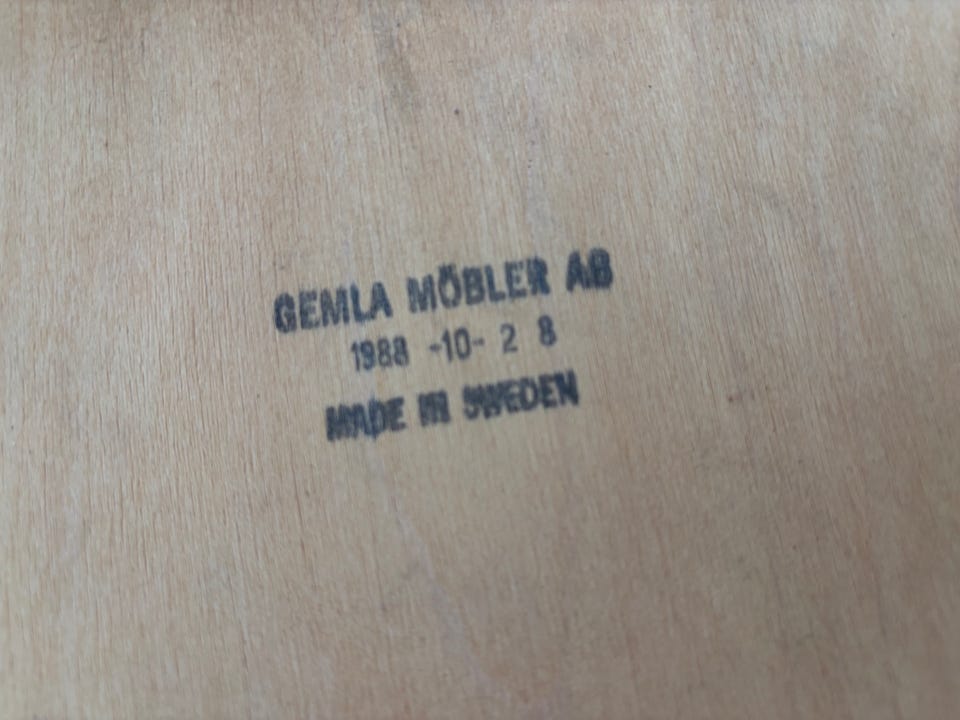 GEMLA MÖBLER AB
1988 -10- 2 8
MADE IN SWEDEN